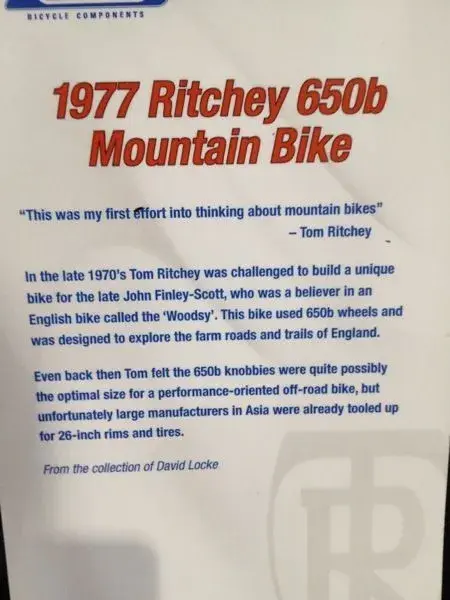 BICYCLE COMPONENTS
1977 Ritchey 650b
Mountain Bike
“This was my first effort into thinking about mountain bikes”
– Tom Ritchey
In the late 1970's Tom Ritchey was challenged to build a unique
bike for the late John Finley-Scott, who was a believer in an
English bike called the ‘Woodsy’. This bike used 650b wheels and
was designed to explore the farm roads and trails of England.
Even back then Tom felt the 650b knobbies were quite possibly
the optimal size for a performance-oriented off-road bike, but
unfortunately large manufacturers in Asia were already tooled up
for 26-inch rims and tires.
From the collection of David Locke